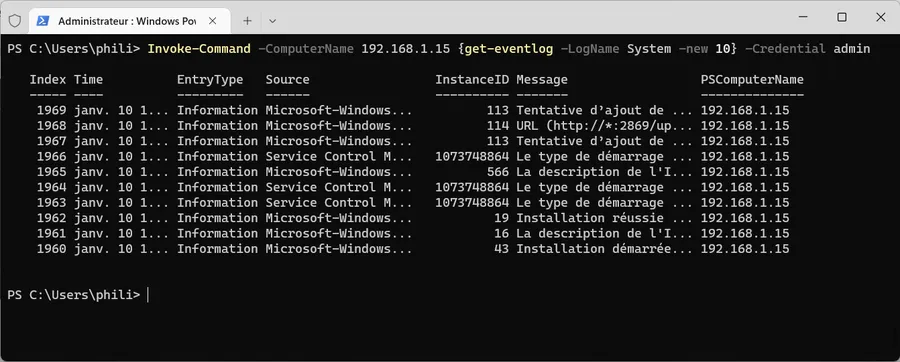 Administrateur : Windows Pow
PS C:\Users\phili> Invoke-Command -ComputerName 192.168.1.15 {get-eventlog -LogName System -new 10} -Credential admin
Index Time EntryType Source InstanceID Message PSComputerName
----- ---- --------- ------ ---------- ------- --------------
1969 janv. 10 1... Information Microsoft-Windows... 113 Tentative d’ajout de ... 192.168.1.15
1968 janv. 10 1... Information Microsoft-Windows... 114 URL (http://*:2869/up... 192.168.1.15
1967 janv. 10 1... Information Microsoft-Windows... 113 Tentative d’ajout de ... 192.168.1.15
1966 janv. 10 1... Information Service Control M... 1073748864 Le type de démarrage ... 192.168.1.15
1965 janv. 10 1... Information Microsoft-Windows... 566 La description de l'I... 192.168.1.15
1964 janv. 10 1... Information Service Control M... 1073748864 Le type de démarrage ... 192.168.1.15
1963 janv. 10 1... Information Service Control M... 1073748864 Le type de démarrage ... 192.168.1.15
1962 janv. 10 1... Information Microsoft-Windows... 19 Installation réussie ... 192.168.1.15
1961 janv. 10 1... Information Microsoft-Windows... 16 La description de l'I... 192.168.1.15
1960 janv. 10 1... Information Microsoft-Windows... 43 Installation démarrée... 192.168.1.15
PS C:\Users\phili>